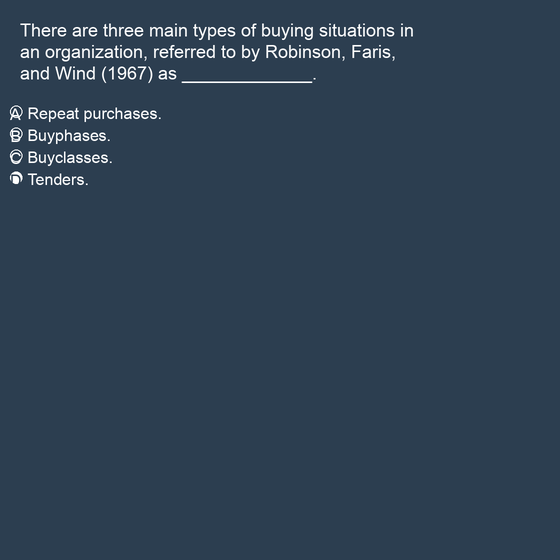 There are three main types of buying situations in
an organization, referred to by Robinson, Faris,
and Wind (1967) as _____________.
A Repeat purchases.
B Buyphases.
C Buyclasses.
D Tenders.